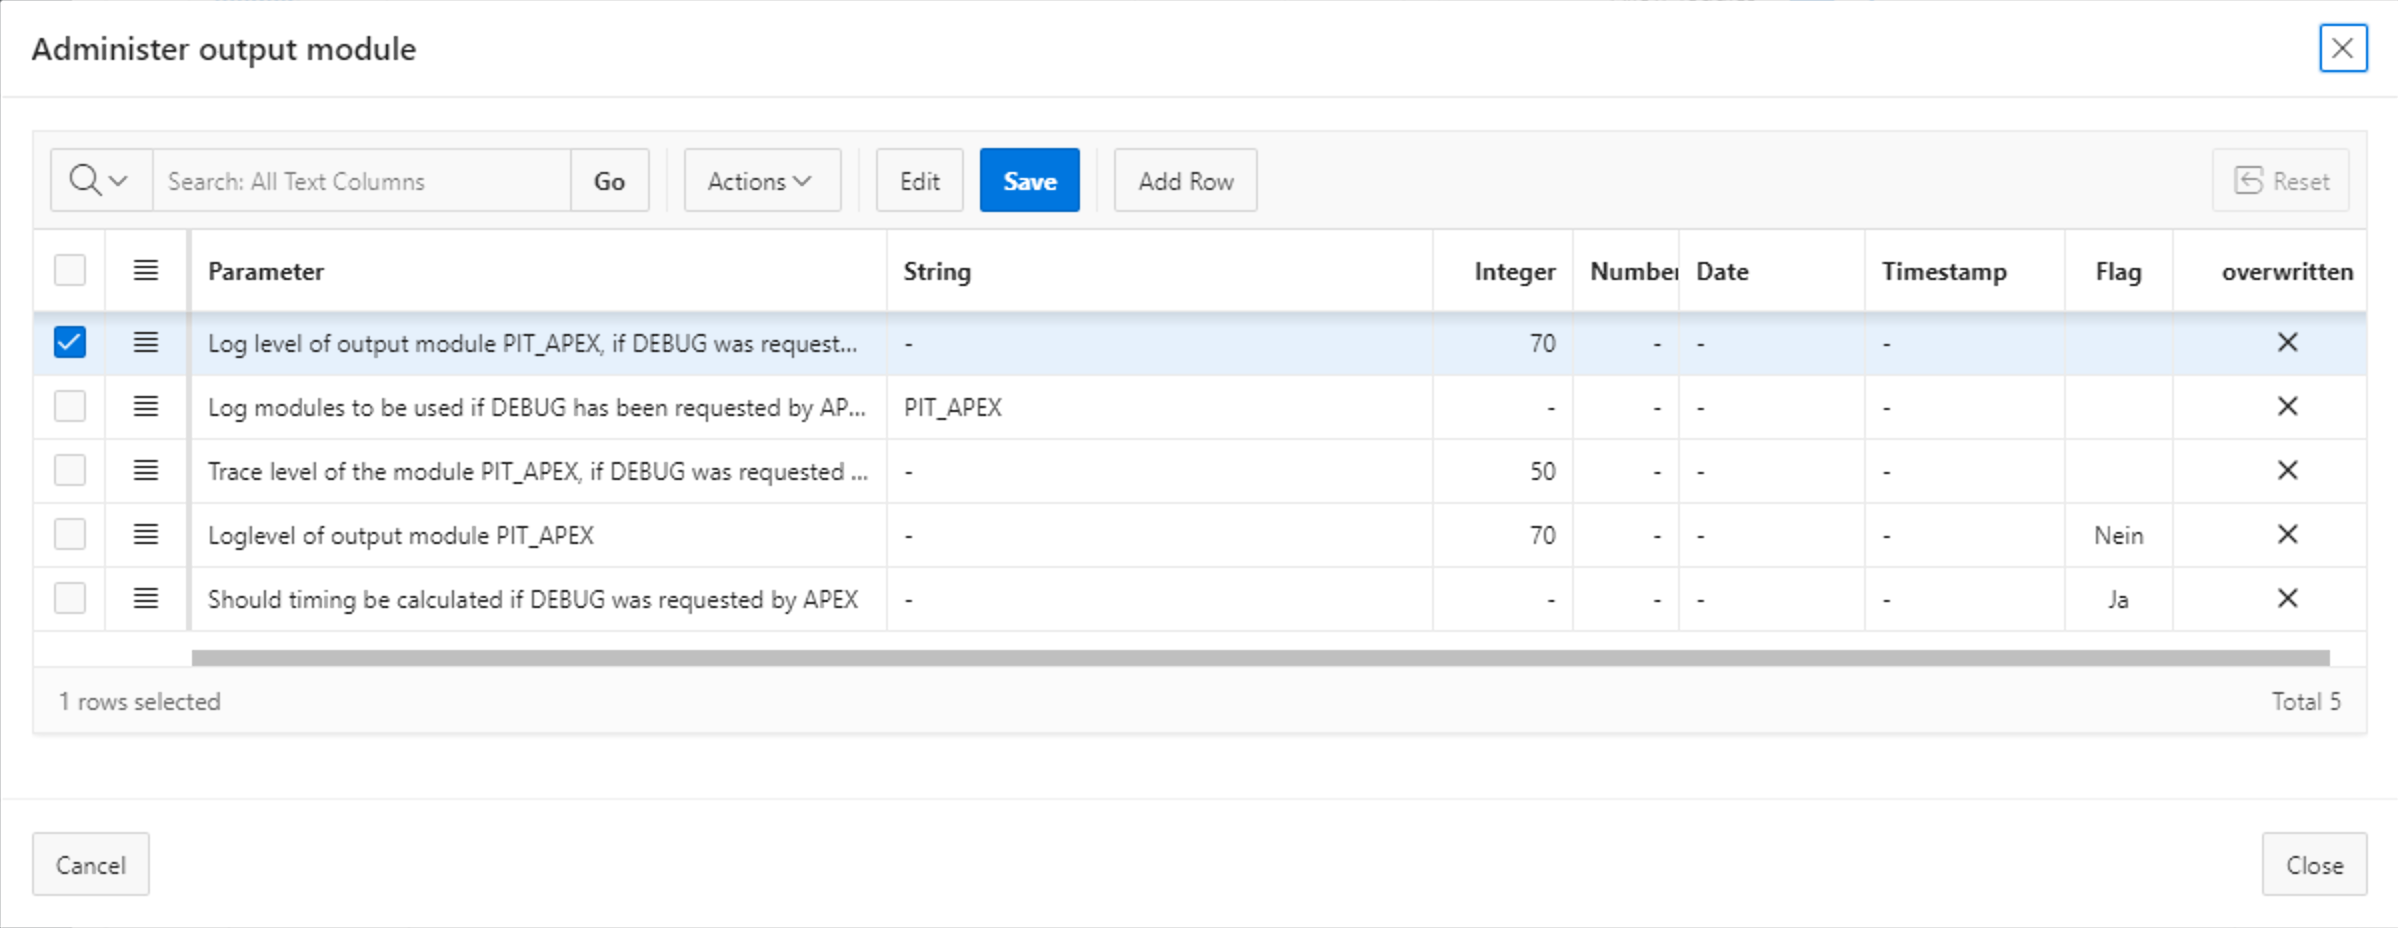 Administer output module
Search: All Text Columns Go Actions Edit Save Add Row Reset
Parameter String Integer Number Date Timestamp Flag overwritten
Log level of output module PIT_APEX, if DEBUG was request... - 70 - - -
Log modules to be used if DEBUG has been requested by AP... PIT_APEX - - - -
Trace level of the module PIT_APEX, if DEBUG was requested ... - 50 - - -
Loglevel of output module PIT_APEX - 70 - - - Nein
Should timing be calculated if DEBUG was requested by APEX - - - - - Ja
1 rows selected Total 5
Cancel Close